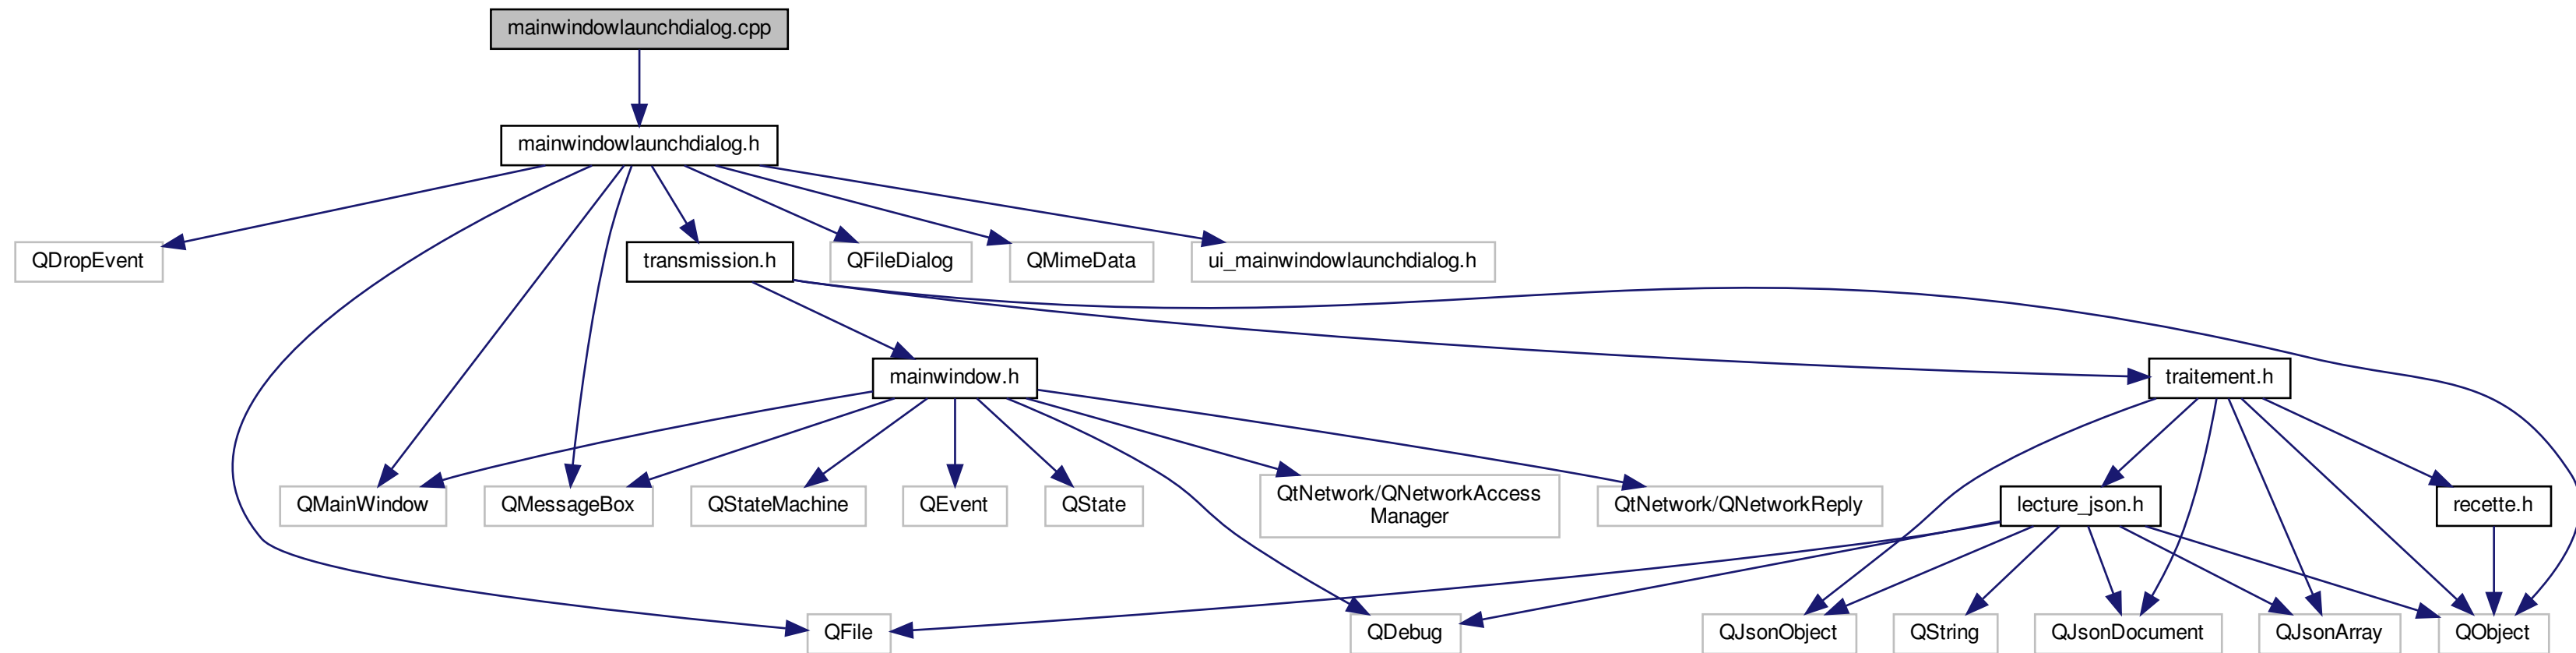 mainwindowlaunchdialog.cpp
mainwindowlaunchdialog.h
QDropEvent
transmission.h
QFileDialog
QMimeData
ui_mainwindowlaunchdialog.h
mainwindow.h
traitement.h
QMainWindow
QMessageBox
QStateMachine
QEvent
QState
QtNetwork/QNetworkAccess
Manager
QtNetwork/QNetworkReply
lecture_json.h
recette.h
QFile
QDebug
QJsonObject
QString
QJsonDocument
QJsonArray
QObject